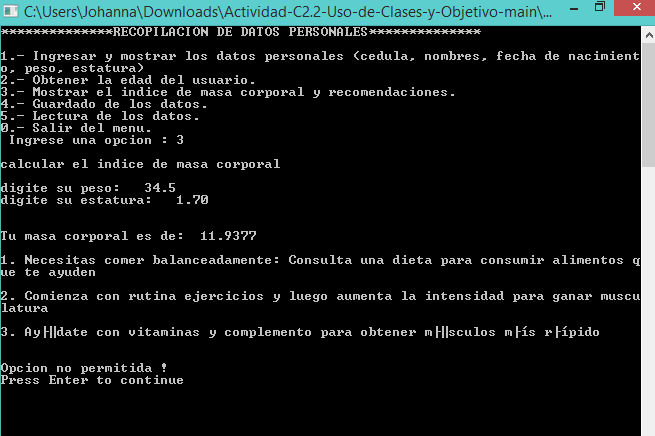 C:\Users\Johanna\Downloads\Actividad-C2.2-Uso-de-Clases-y-Objetivo-main\...
**************RECOPILACION DE DATOS PERSONALES**************
1.- Ingresar y mostrar los datos personales (cedula, nombres, fecha de nacimient
o, peso, estatura)
2.- Obtener la edad del usuario.
3.- Mostrar el indice de masa corporal y recomendaciones.
4.- Guardado de los datos.
5.- Lectura de los datos.
0.- Salir del menu.
Ingrese una opcion : 3
calcular el indice de masa corporal
digite su peso:   34.5
digite su estatura:   1.70
Tu masa corporal es de:  11.9377
1. Necesitas comer balanceadamente: Consulta una dieta para consumir alimentos q
ue te ayuden
2. Comienza con rutina ejercicios y luego aumenta la intensidad para ganar muscu
latura
3. Ay├║date con vitaminas y complemento para obtener m├║sculos m├ís r├ípido
Opcion no permitida !
Press Enter to continue